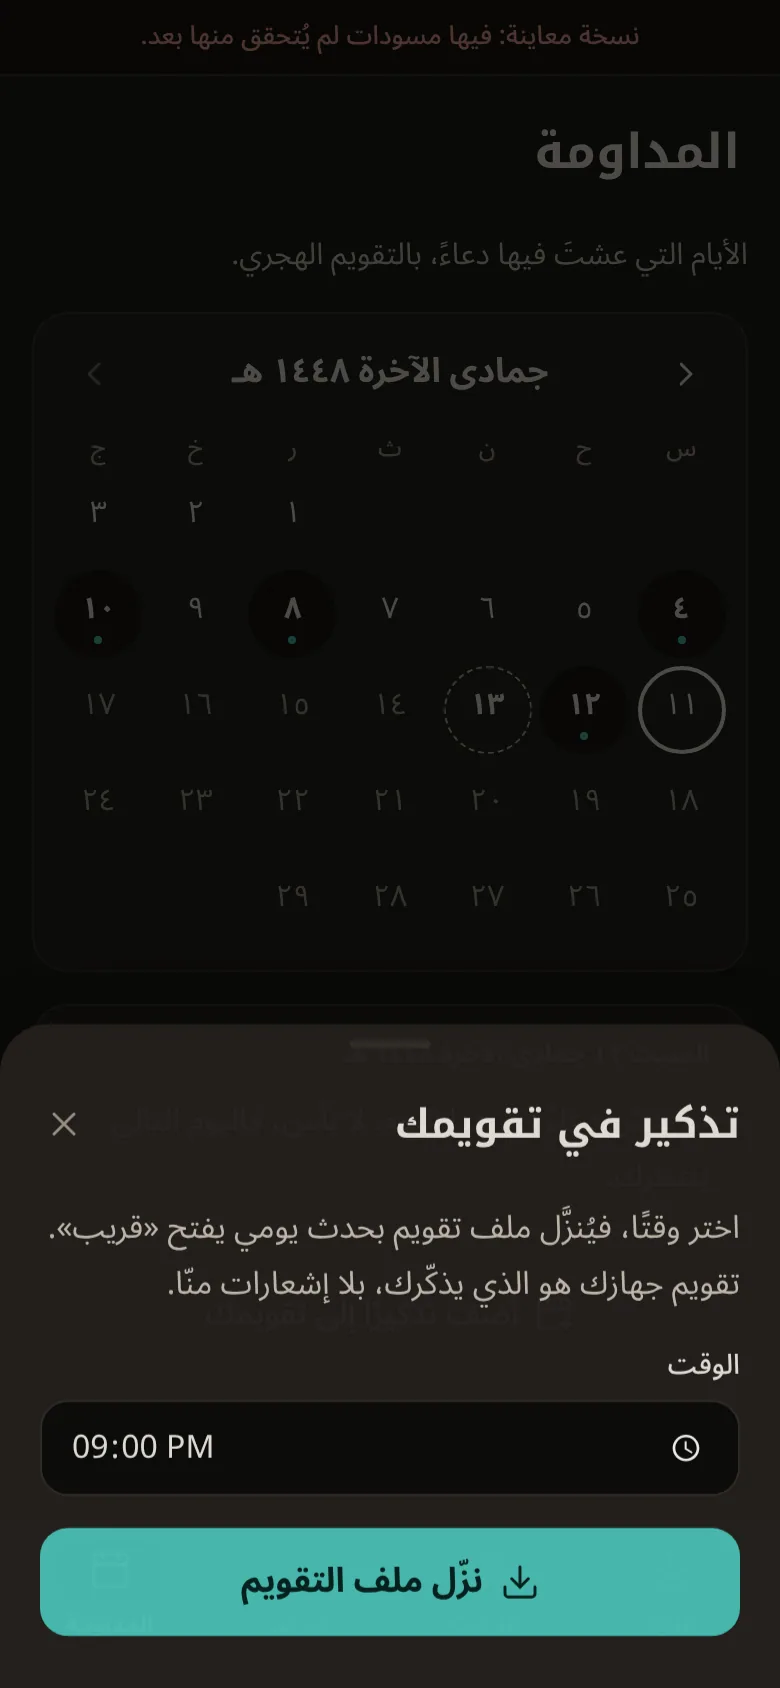 نسخة معاينة: فيها مسودات لم يُتحقق منها بعد.
المداومة
الأيام التي عشتَ فيها دعاءً، بالتقويم الهجري.
جمادى الآخرة ١٤٤٨ هـ
س ح ن ث ر خ ج
١ ٢ ٣
٤ ٥ ٦ ٧ ٨ ٩ ١٠
١١ ١٢ ١٣ ١٤ ١٥ ١٦ ١٧
١٨ ١٩ ٢٠ ٢١ ٢٢ ٢٣ ٢٤
٢٥ ٢٦ ٢٧ ٢٨ ٢٩
تذكير في تقويمك
اختر وقتًا، فيُنزَّل ملف تقويم بحدث يومي يفتح «قريب».
تقويم جهازك هو الذي يذكّرك، بلا إشعارات منّا.
أضف تذكيرًا إلى تقويمك
الوقت
09:00 PM
نزّل ملف التقويم